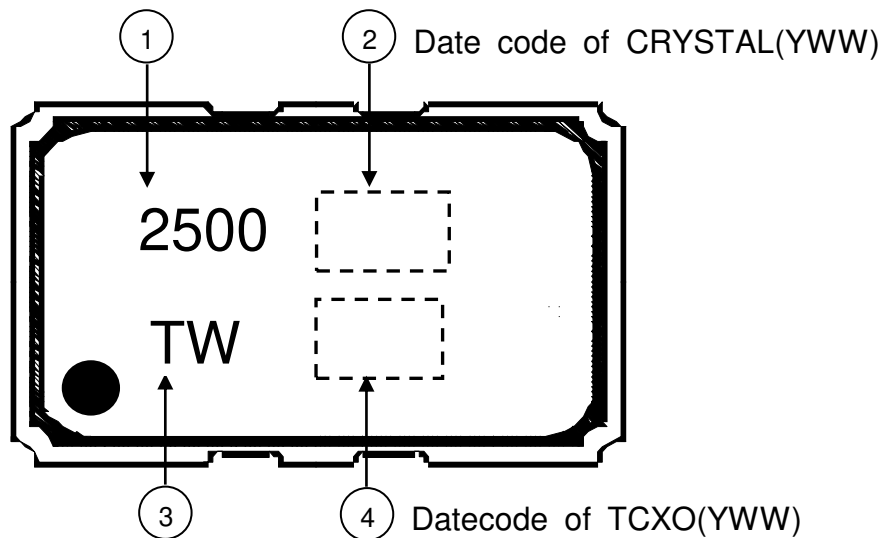 1
2 Date code of CRYSTAL(YWW)
2500
TW
3
4 Datecode of TCXO(YWW)